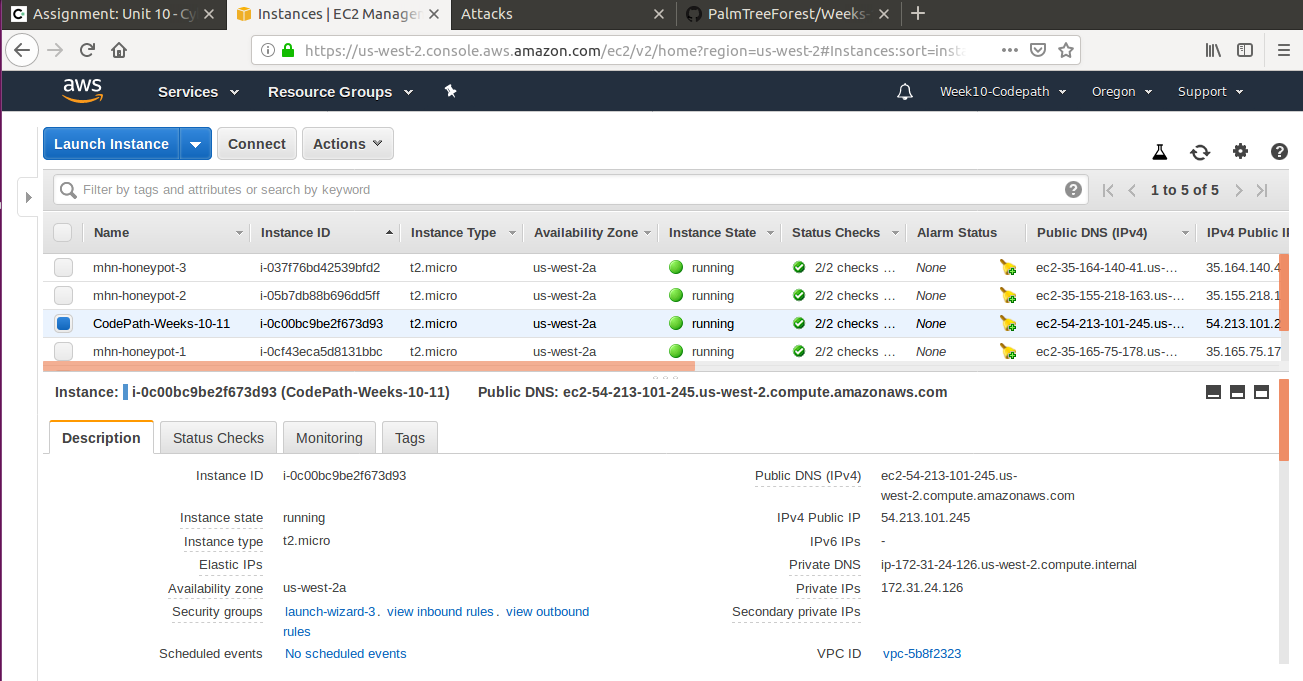 Assignment: Unit 10 - Cy
Instances | EC2 Manage
Attacks
PalmTreeForest/Weeks-
https://us-west-2.console.aws.amazon.com/ec2/v2/home?region=us-west-2#Instances:sort=inst
aws
Services
Resource Groups
Week10-Codepath
Oregon
Support
Launch Instance
Connect
Actions
Filter by tags and attributes or search by keyword
1 to 5 of 5
Name Instance ID Instance Type Availability Zone Instance State Status Checks Alarm Status Public DNS (IPv4) IPv4 Public I
mhn-honeypot-3 i-037f76bd42539bfd2 t2.micro us-west-2a running 2/2 checks ... None ec2-35-164-140-41.us-... 35.164.140.4
mhn-honeypot-2 i-05b7db88b696dd5ff t2.micro us-west-2a running 2/2 checks ... None ec2-35-155-218-163.us-... 35.155.218.1
CodePath-Weeks-10-11 i-0c00bc9be2f673d93 t2.micro us-west-2a running 2/2 checks ... None ec2-54-213-101-245.us-... 54.213.101.2
mhn-honeypot-1 i-0cf43eca5d8131bbc t2.micro us-west-2a running 2/2 checks ... None ec2-35-165-75-178.us-... 35.165.75.17
Instance: i-0c00bc9be2f673d93 (CodePath-Weeks-10-11) Public DNS: ec2-54-213-101-245.us-west-2.compute.amazonaws.com
Description
Status Checks
Monitoring
Tags
Instance ID i-0c00bc9be2f673d93
Instance state running
Instance type t2.micro
Elastic IPs
Availability zone us-west-2a
Security groups launch-wizard-3. view inbound rules. view outbound
rules
Scheduled events No scheduled events
Public DNS (IPv4) ec2-54-213-101-245.us-
west-2.compute.amazonaws.com
IPv4 Public IP 54.213.101.245
IPv6 IPs -
Private DNS ip-172-31-24-126.us-west-2.compute.internal
Private IPs 172.31.24.126
Secondary private IPs
VPC ID vpc-5b8f2323